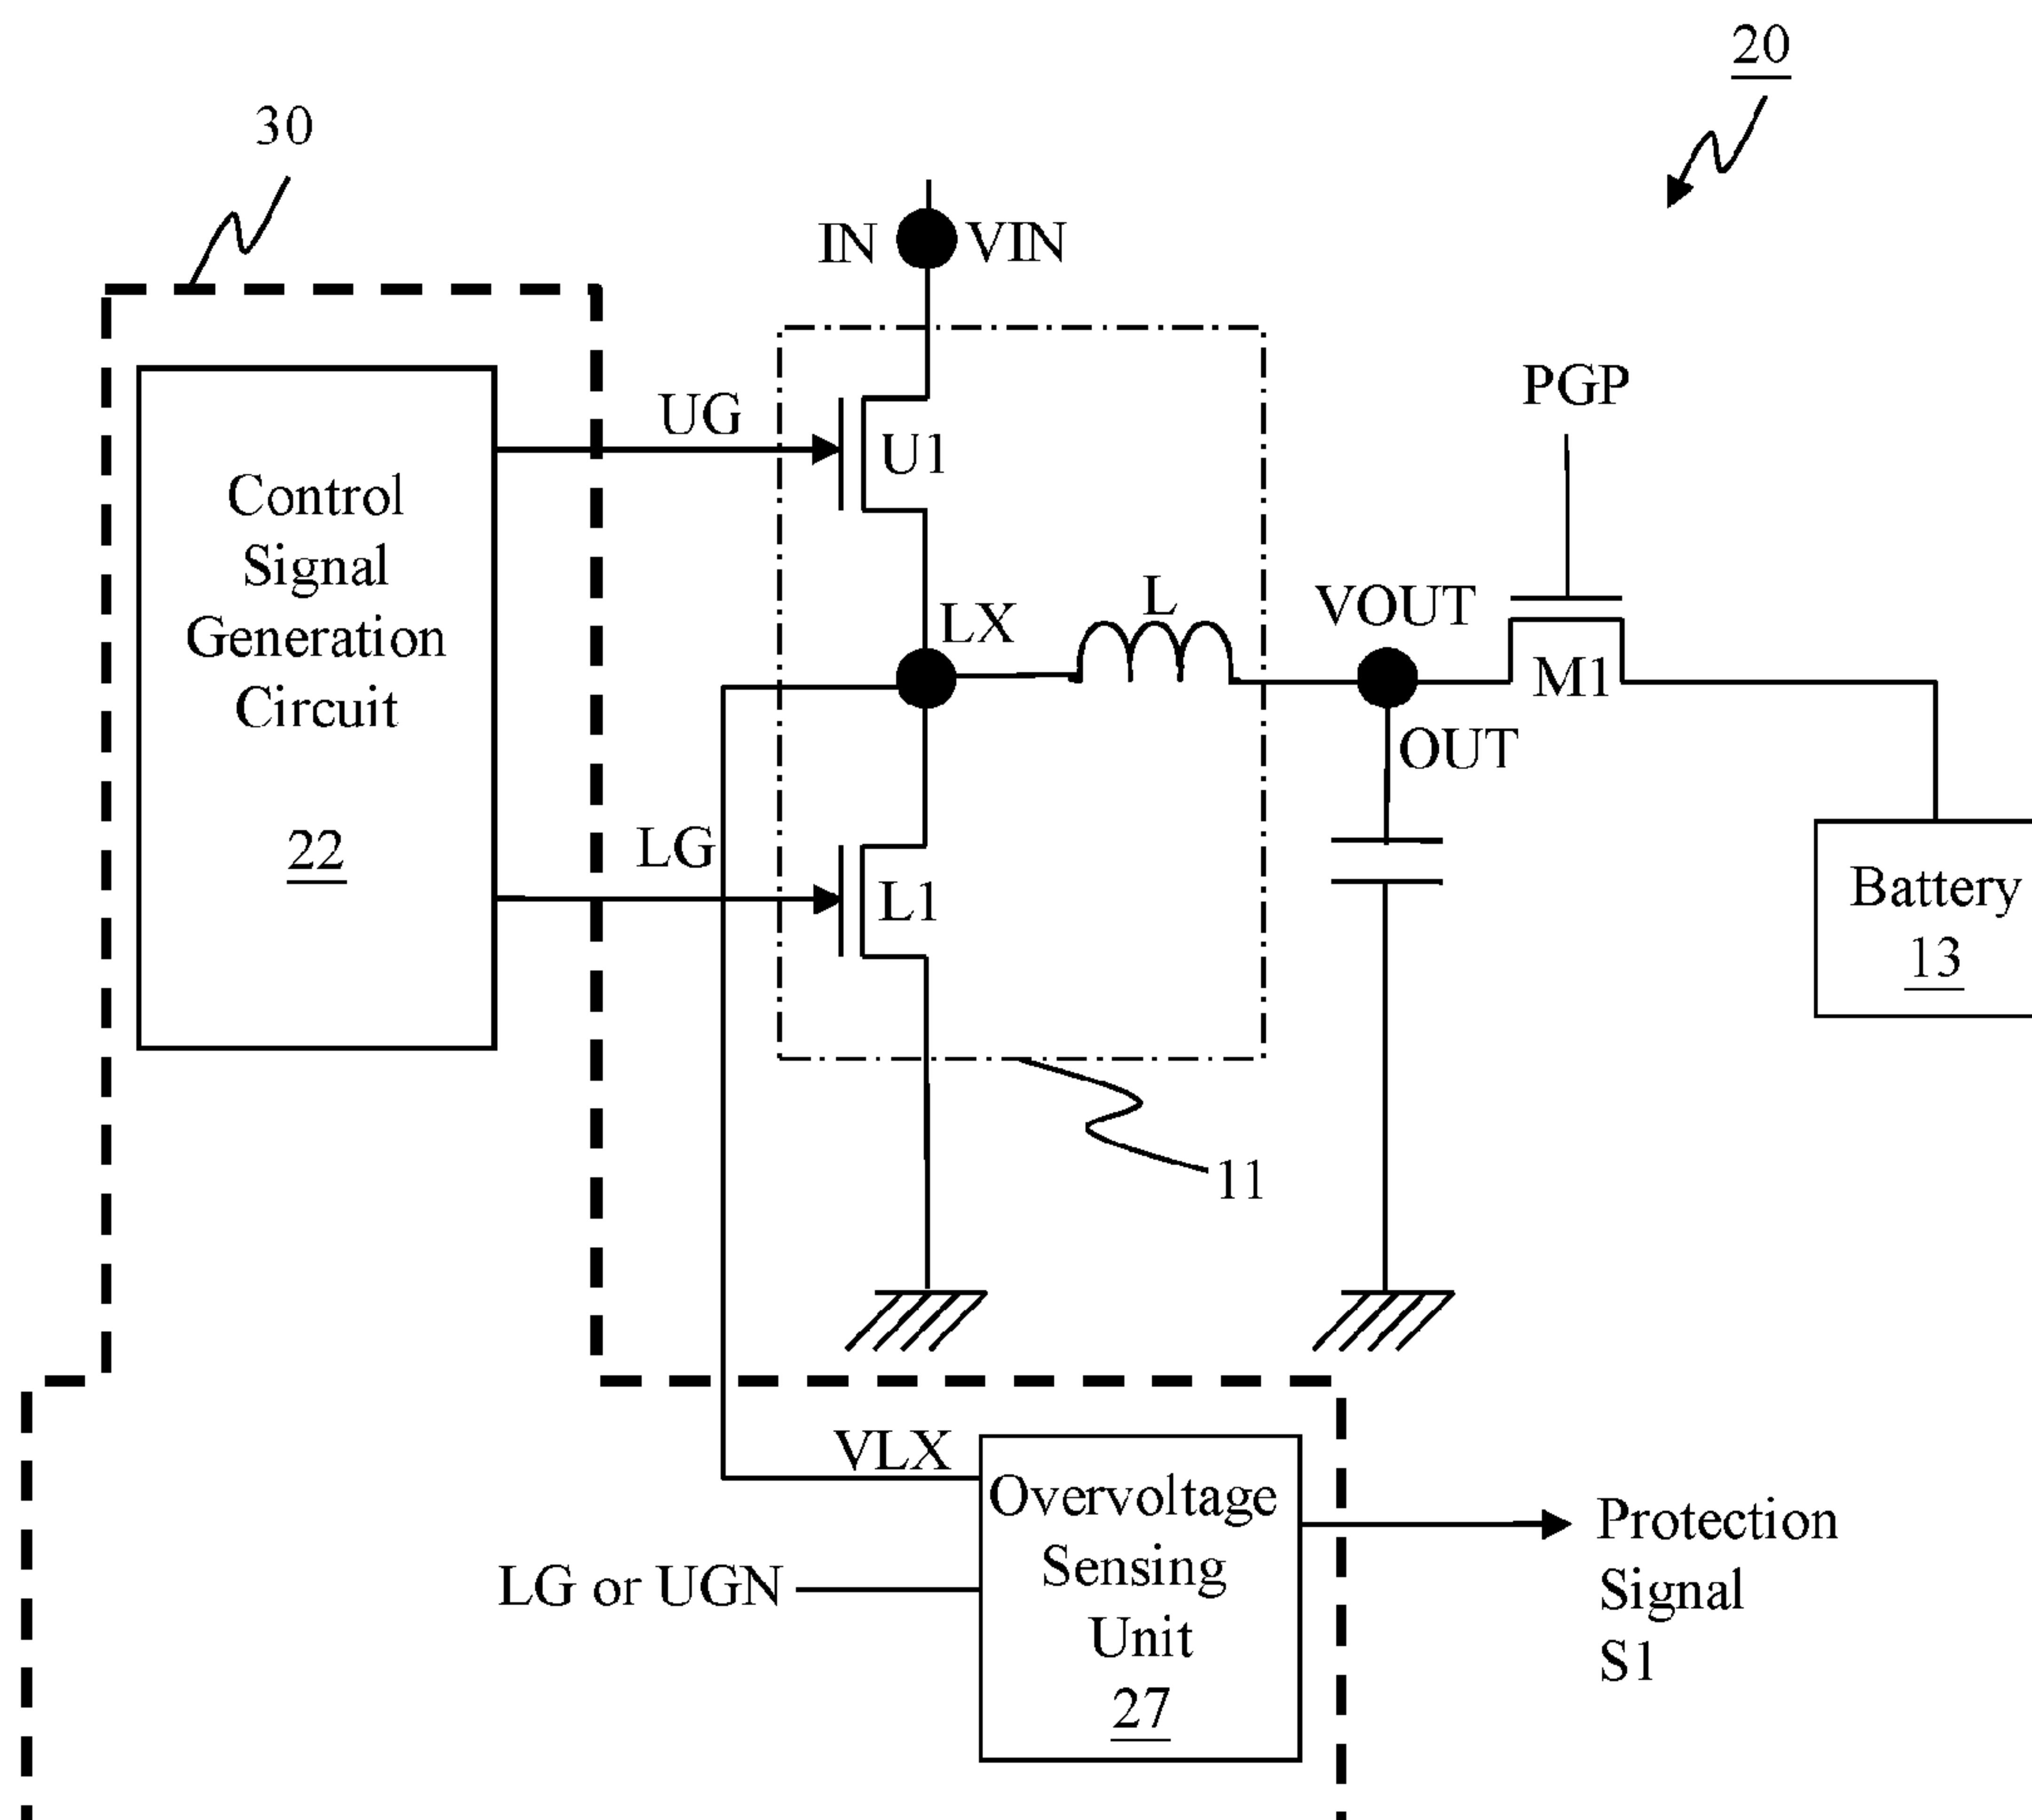 20
30
IN
VIN
UG
U1
PGP
Control
Signal
Generation
Circuit
22
LX
L
VOUT
M1
OUT
LG
L1
Battery
13
11
VLX
Overvoltage
Sensing
Unit
27
LG or UGN
Protection
Signal
S1